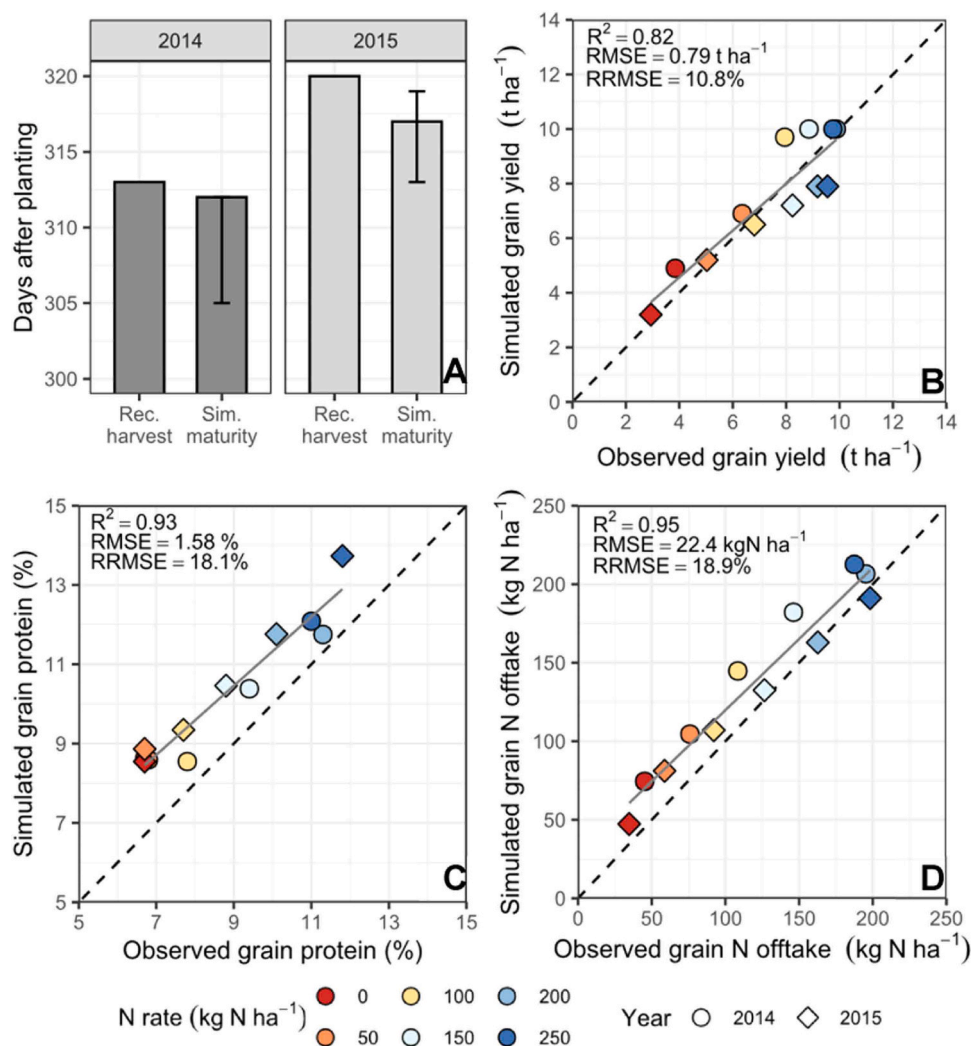 2014
2015
Days after planting
320
315
310
305
300
Rec. harvest
Sim. maturity
Rec. harvest
Sim. maturity
A
R² = 0.82
RMSE = 0.79 t ha⁻¹
RRMSE = 10.8%
Simulated grain yield (t ha⁻¹)
14
12
10
8
6
4
2
0
0 2 4 6 8 10 12 14
Observed grain yield (t ha⁻¹)
B
R² = 0.93
RMSE = 1.58 %
RRMSE = 18.1%
Simulated grain protein (%)
15
13
11
9
7
5
5 7 9 11 13 15
Observed grain protein (%)
C
R² = 0.95
RMSE = 22.4 kgN ha⁻¹
RRMSE = 18.9%
Simulated grain N offtake (kg N ha⁻¹)
250
200
150
100
50
0
0 50 100 150 200 250
Observed grain N offtake (kg N ha⁻¹)
D
N rate (kg N ha⁻¹)
0 100 200
50 150 250
Year 2014 2015